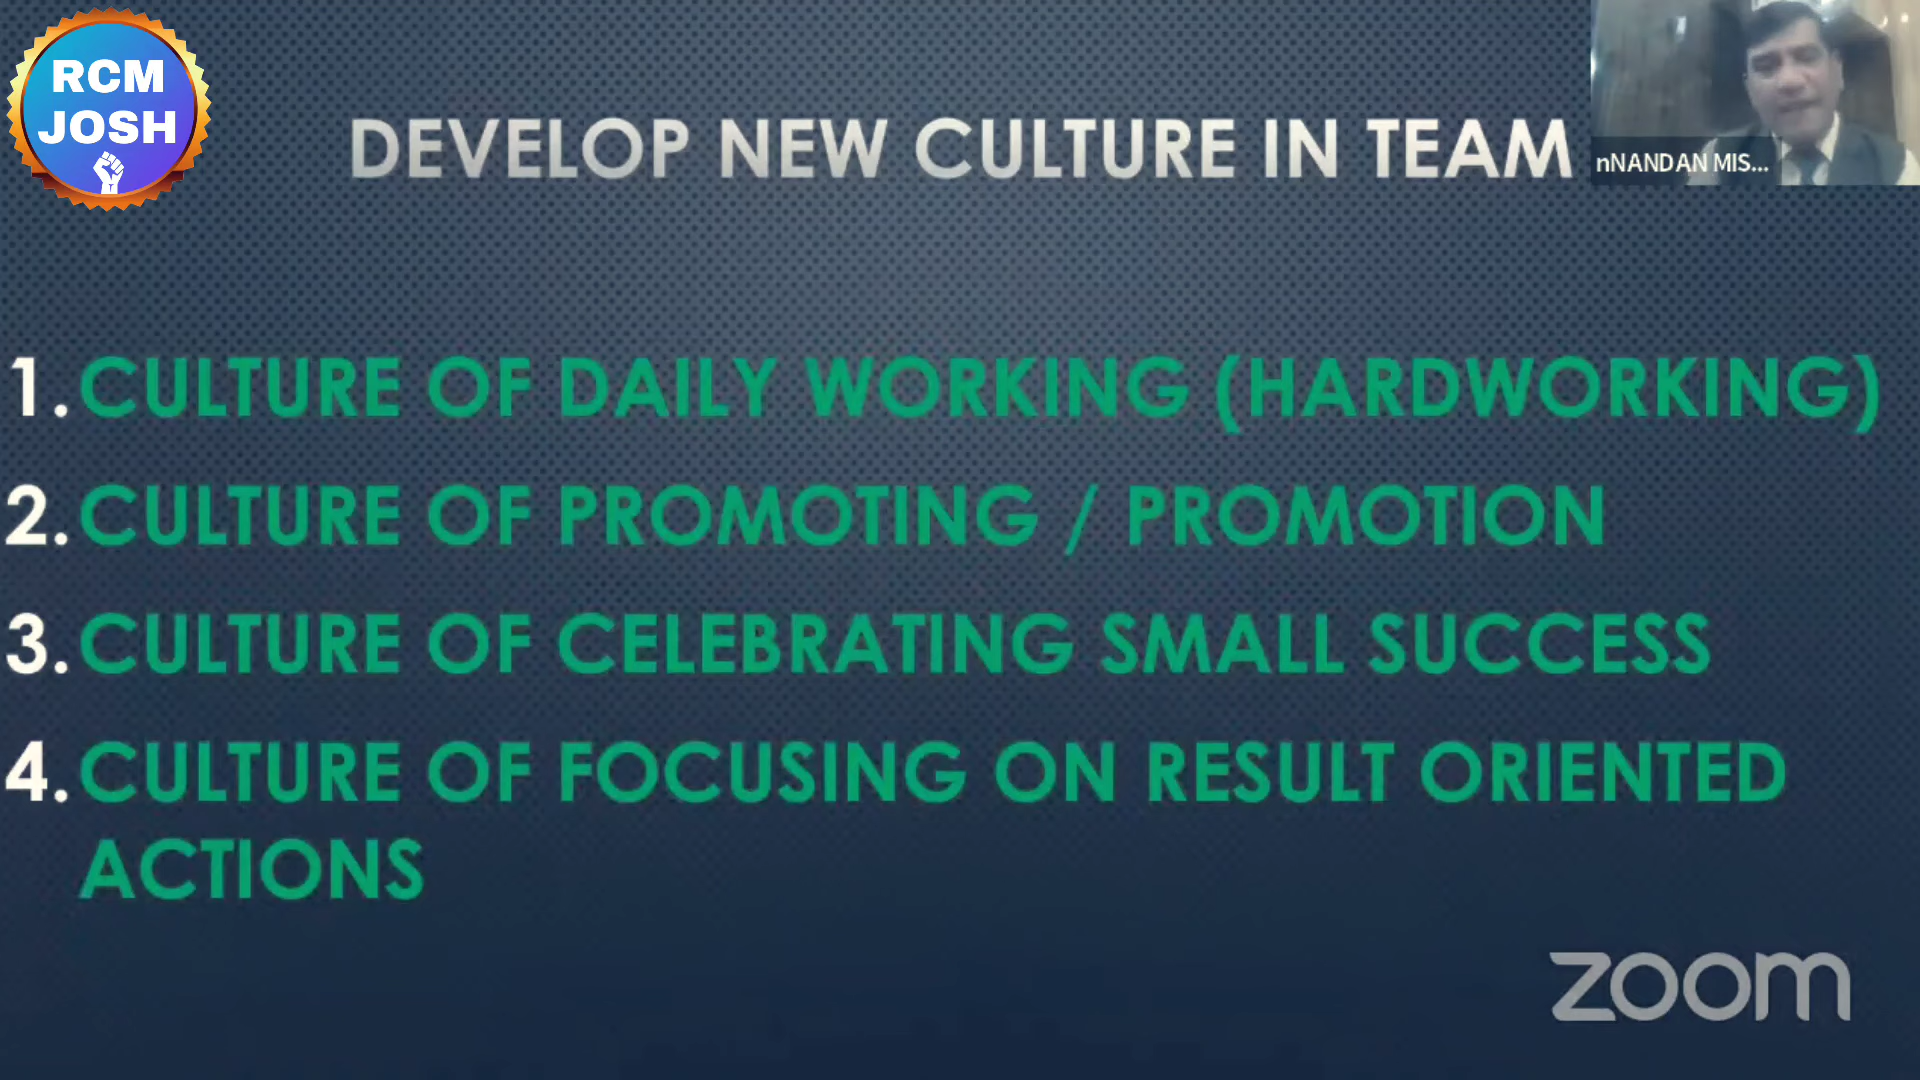 RCM
JOSH
DEVELOP NEW CULTURE IN TEAM
nNANDAN MIS...
1. CULTURE OF DAILY WORKING (HARDWORKING)
2. CULTURE OF PROMOTING / PROMOTION
3. CULTURE OF CELEBRATING SMALL SUCCESS
4. CULTURE OF FOCUSING ON RESULT ORIENTED
ACTIONS
zoom